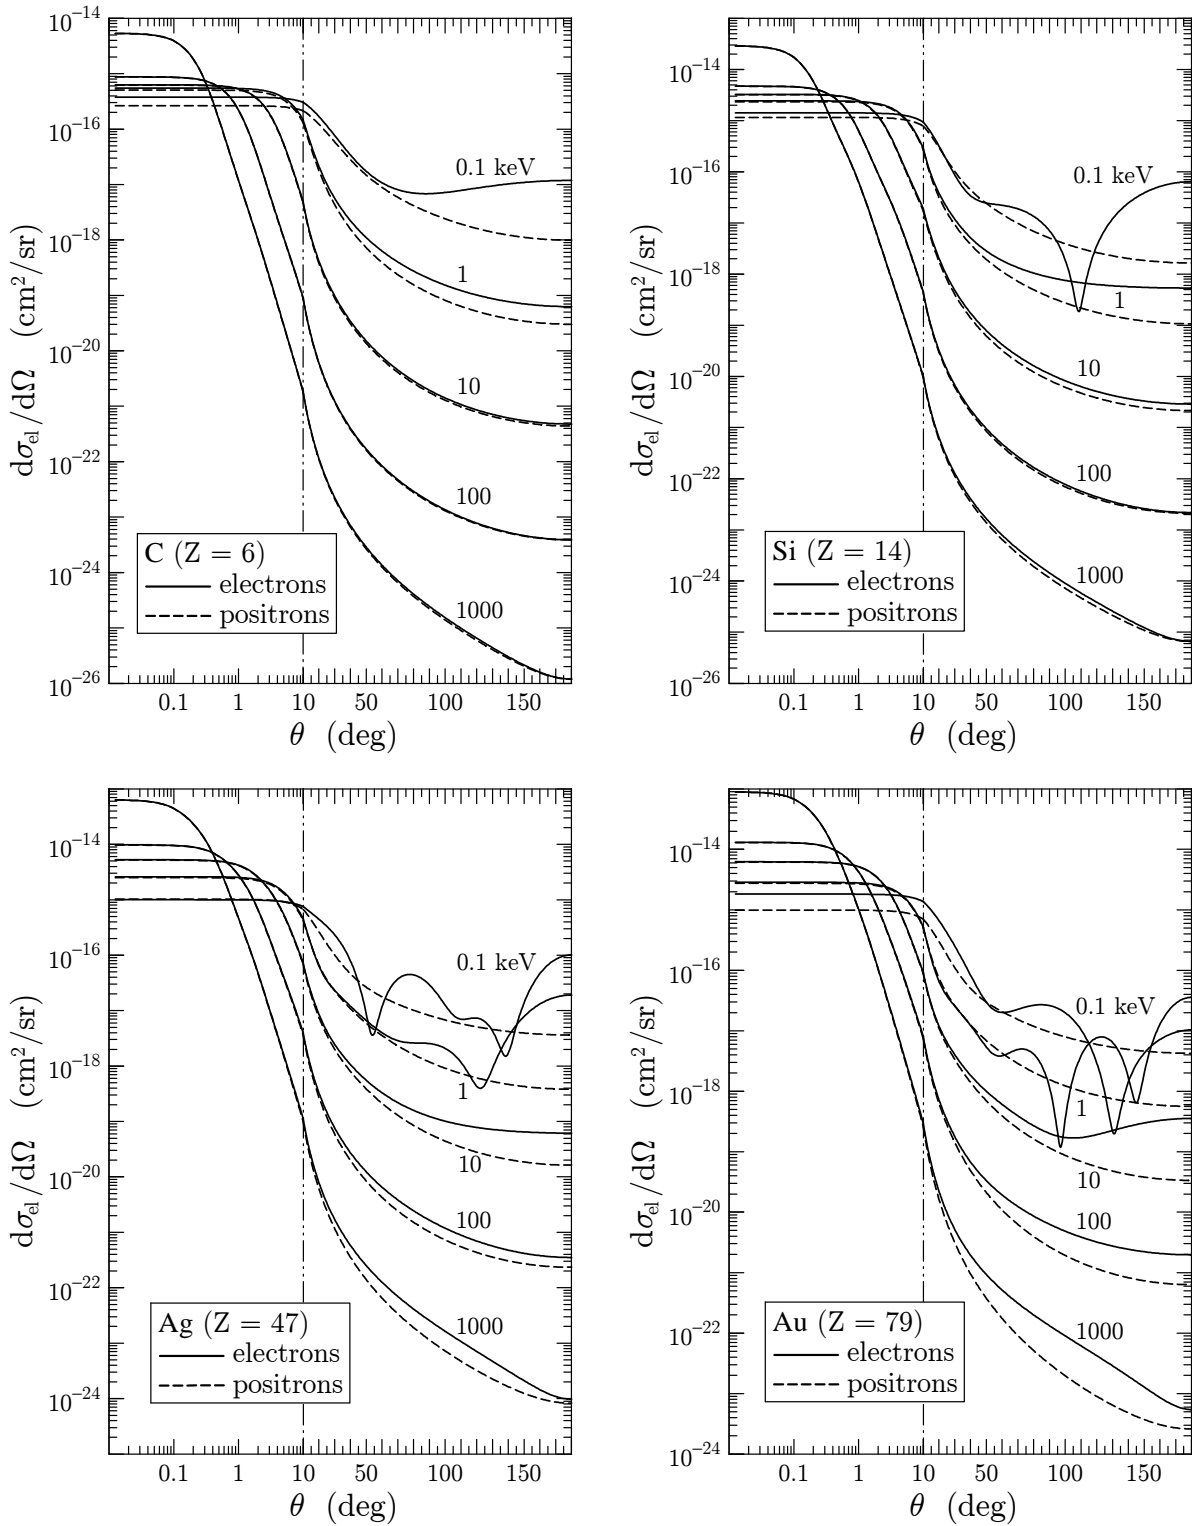 10⁻¹⁴
10⁻¹⁶
10⁻¹⁸
10⁻²⁰
10⁻²²
10⁻²⁴
10⁻²⁶
dσel/dΩ (cm²/sr)
0.1 keV
1
10
100
1000
C (Z = 6)
electrons
positrons
0.1 1 10 50 100 150
θ (deg)
10⁻¹⁴
10⁻¹⁶
10⁻¹⁸
10⁻²⁰
10⁻²²
10⁻²⁴
10⁻²⁶
dσel/dΩ (cm²/sr)
0.1 keV
1
10
100
1000
Si (Z = 14)
electrons
positrons
0.1 1 10 50 100 150
θ (deg)
10⁻¹⁴
10⁻¹⁶
10⁻¹⁸
10⁻²⁰
10⁻²²
10⁻²⁴
dσel/dΩ (cm²/sr)
0.1 keV
1
10
100
1000
Ag (Z = 47)
electrons
positrons
0.1 1 10 50 100 150
θ (deg)
10⁻¹⁴
10⁻¹⁶
10⁻¹⁸
10⁻²⁰
10⁻²²
10⁻²⁴
dσel/dΩ (cm²/sr)
0.1 keV
1
10
100
1000
Au (Z = 79)
electrons
positrons
0.1 1 10 50 100 150
θ (deg)